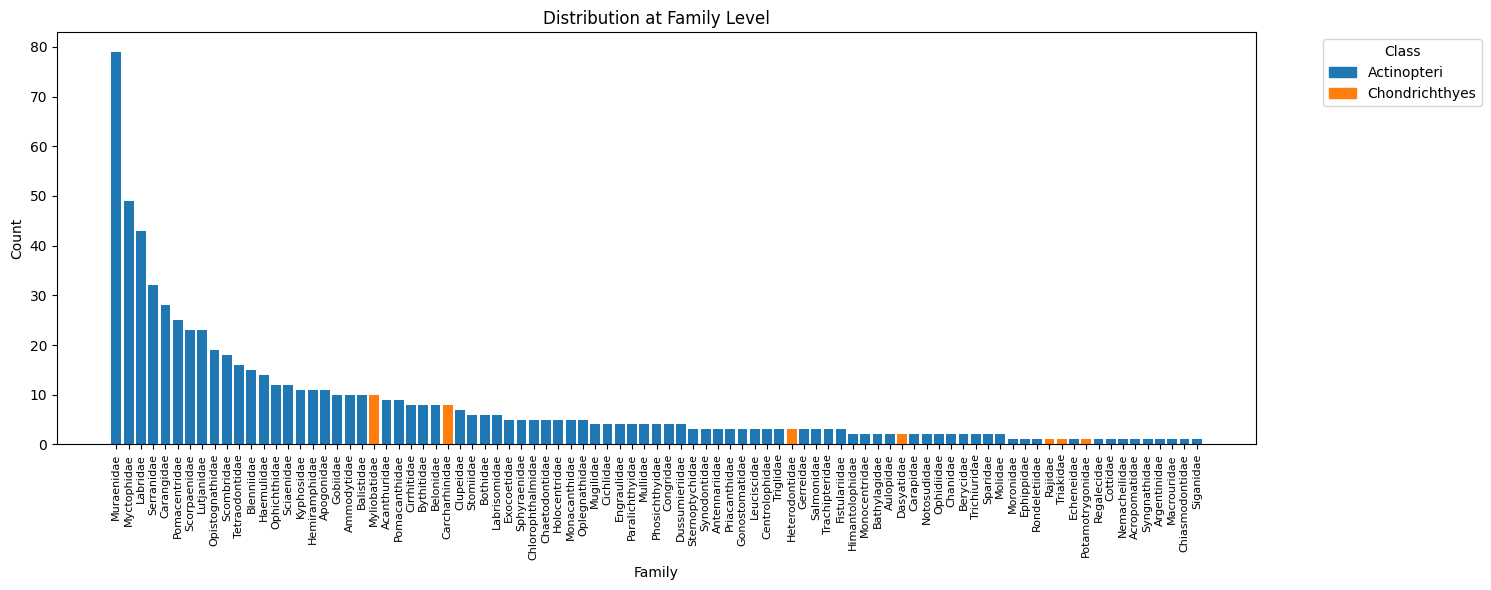 Distribution at Family Level
Count
80
70
60
50
40
30
20
10
0
Muraenidae
Myctophidae
Labridae
Serranidae
Carangidae
Pomacentridae
Scorpaenidae
Lutjanidae
Opistognathidae
Scombridae
Tetraodontidae
Blenniidae
Haemulidae
Ophichthidae
Sciaenidae
Kyphosidae
Hemiramphidae
Apogonidae
Gobiidae
Ammodytidae
Balistidae
Myliobatidae
Acanthuridae
Pomacanthidae
Cirrhitidae
Bythitidae
Belonidae
Carcharhinidae
Clupeidae
Stomiidae
Bothidae
Labrisomidae
Exocoetidae
Sphyraenidae
Chlorophthalmidae
Chaetodontidae
Holocentridae
Monacanthidae
Oplegnathidae
Mugilidae
Cichlidae
Engraulidae
Paralichthyidae
Mullidae
Phosichthyidae
Congridae
Dussumieriidae
Sternoptychidae
Synodontidae
Antennariidae
Priacanthidae
Gonostomatidae
Leuciscidae
Centrolophidae
Triglidae
Heterodontidae
Gerreidae
Salmonidae
Trachipteridae
Fistulariidae
Himantolophidae
Monocentridae
Bathylagidae
Aulopidae
Dasyatidae
Carapidae
Notosudidae
Ophidiidae
Chanidae
Berycidae
Trichiuridae
Sparidae
Molidae
Moronidae
Ephippidae
Rondeletiidae
Rajidae
Triakidae
Echeneidae
Potamotrygonidae
Regalecidae
Cottidae
Nemacheilidae
Acropomatidae
Syngnathidae
Argentinidae
Macrouridae
Chiasmodontidae
Siganidae
Family
Class
Actinopteri
Chondrichthyes